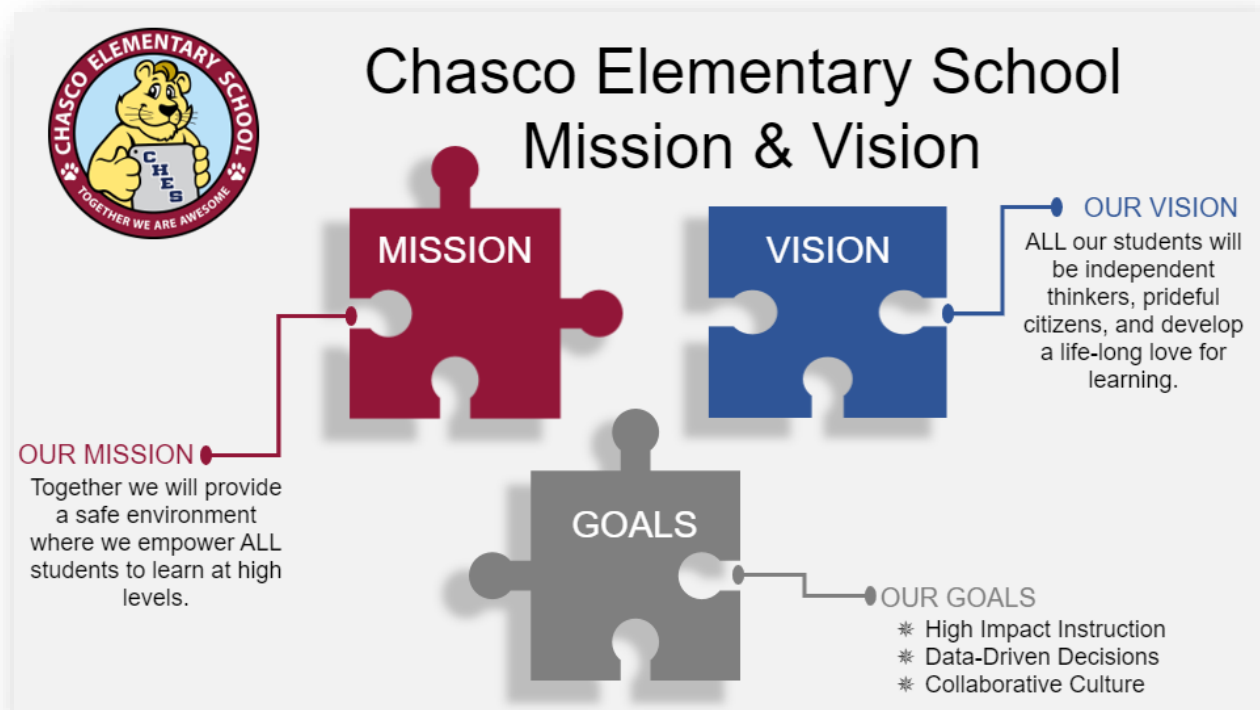 CHASCO ELEMENTARY SCHOOL
CHES
TOGETHER WE ARE AWESOME
Chasco Elementary School
Mission & Vision
MISSION
VISION
OUR VISION
ALL our students will
be independent
thinkers, prideful
citizens, and develop
a life-long love for
learning.
OUR MISSION
Together we will provide
a safe environment
where we empower ALL
students to learn at high
levels.
GOALS
OUR GOALS
High Impact Instruction
Data-Driven Decisions
Collaborative Culture